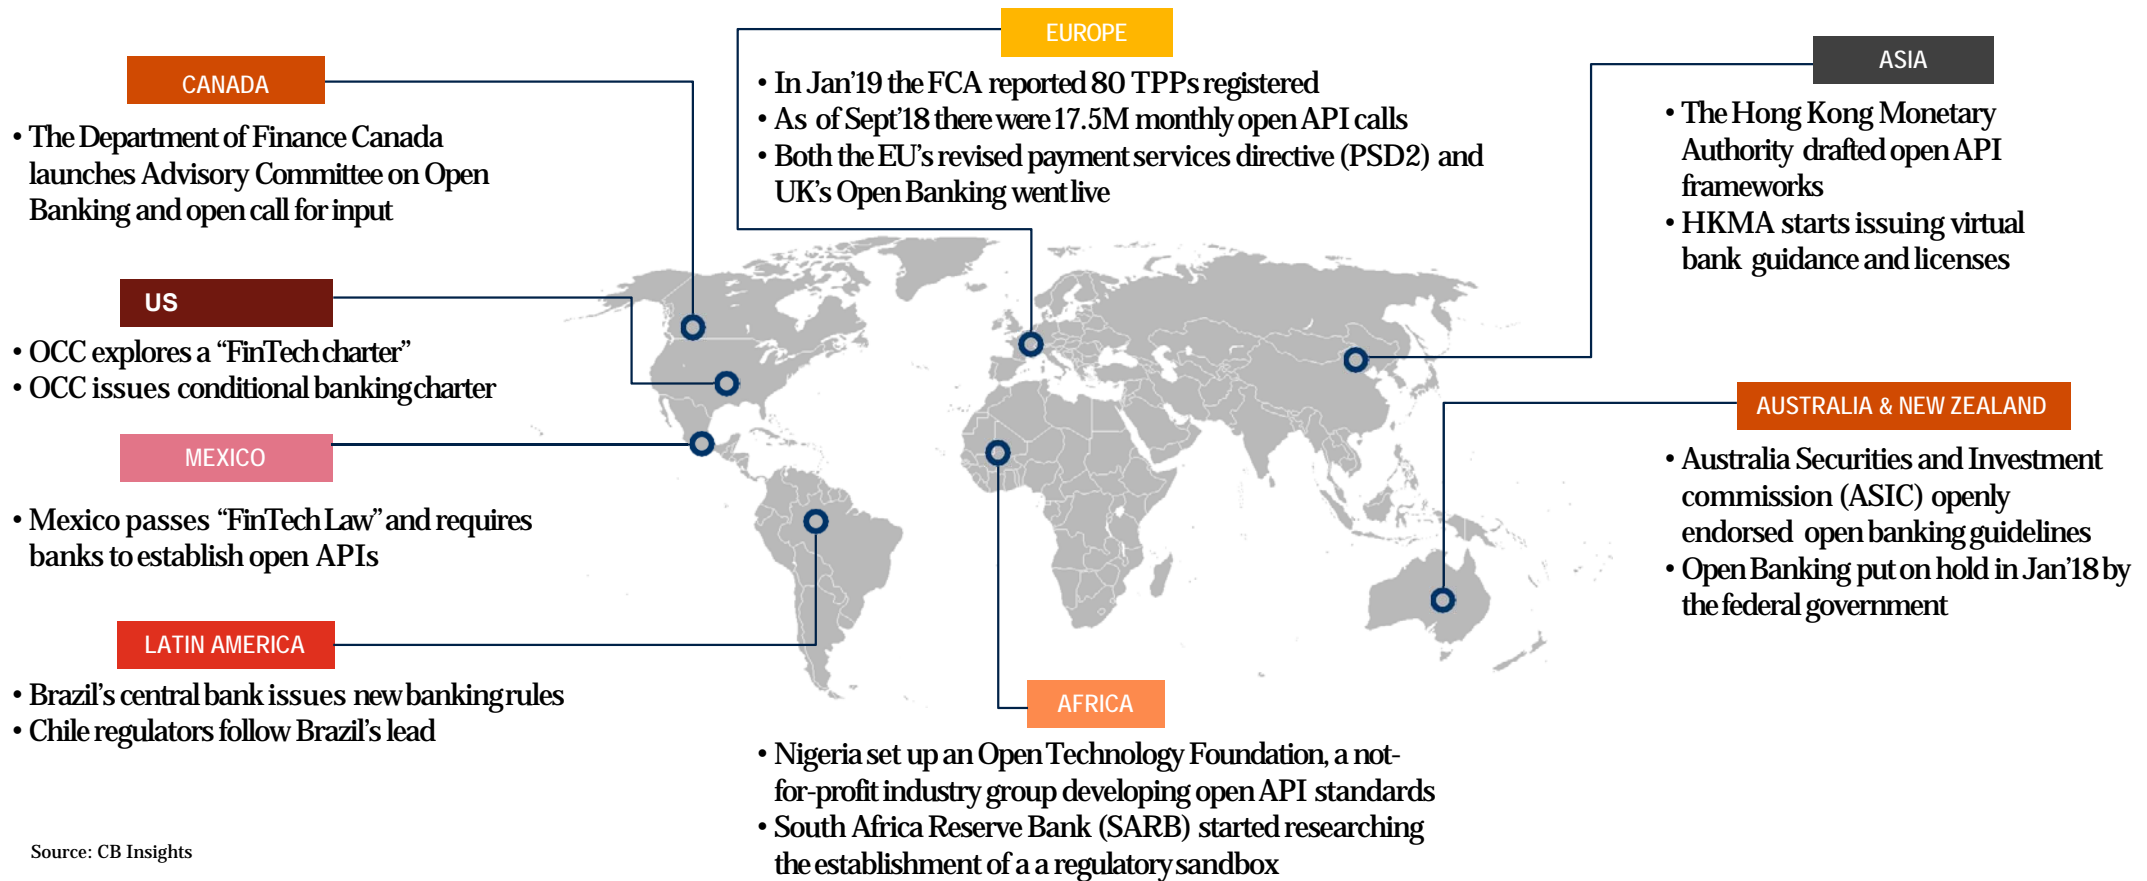 CANADA
• The Department of Finance Canada
launches Advisory Committee on Open
Banking and open call for input
US
• OCC explores a “FinTech charter”
• OCC issues conditional banking charter
MEXICO
• Mexico passes “FinTech Law” and requires
banks to establish open APIs
LATIN AMERICA
• Brazil’s central bank issues new banking rules
• Chile regulators follow Brazil’s lead
EUROPE
• In Jan’19 the FCA reported 80 TPPs registered
• As of Sept’18 there were 17.5M monthly open API calls
• Both the EU’s revised payment services directive (PSD2) and
UK’s Open Banking went live
AFRICA
• Nigeria set up an Open Technology Foundation, a not-
for-profit industry group developing open API standards
• South Africa Reserve Bank (SARB) started researching
the establishment of a a regulatory sandbox
ASIA
• The Hong Kong Monetary
Authority drafted open API
frameworks
• HKMA starts issuing virtual
bank guidance and licenses
AUSTRALIA & NEW ZEALAND
• Australia Securities and Investment
commission (ASIC) openly
endorsed open banking guidelines
• Open Banking put on hold in Jan’18 by
the federal government
Source: CB Insights